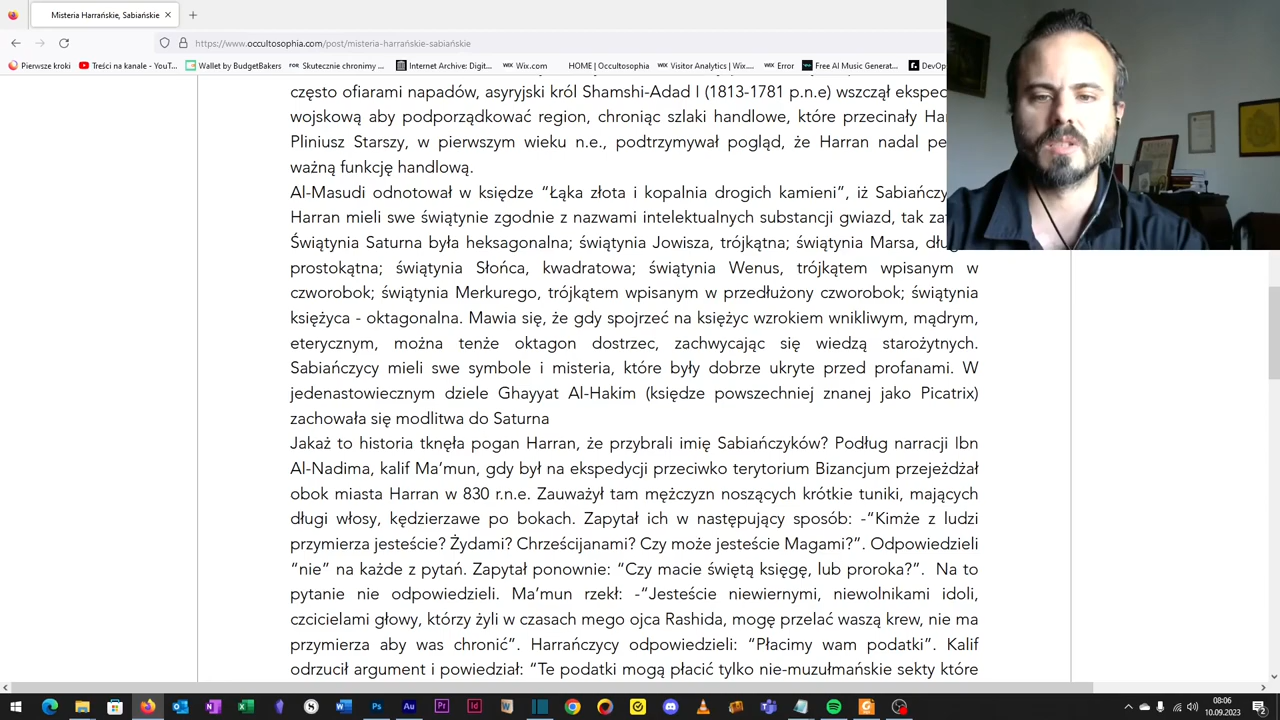 Misteria Harrańskie, Sabiańskie
https://www.occultosophia.com/post/misteria-harrańskie-sabiańskie
Pierwsze kroki
Treści na kanale - YouT...
Wallet by BudgetBakers
FOR Skutecznie chronimy ...
Internet Archive: Digit...
WIX Wix.com
HOME | Occultosophia
WIX Visitor Analytics | Wix....
WIX Error
Free AI Music Generat...
DevOp
często ofiarami napadów, asyryjski król Shamshi-Adad I (1813-1781 p.n.e) wszczął eksped
wojskową aby podporządkować region, chroniąc szlaki handlowe, które przecinały Har
Pliniusz Starszy, w pierwszym wieku n.e., podtrzymywał pogląd, że Harran nadal pe
ważną funkcję handlową.
Al-Masudi odnotował w księdze “Łąka złota i kopalnia drogich kamieni”, iż Sabiańczy
Harran mieli swe świątynie zgodnie z nazwami intelektualnych substancji gwiazd, tak za
Świątynia Saturna była heksagonalna; świątynia Jowisza, trójkątna; świątynia Marsa, dług
prostokątna; świątynia Słońca, kwadratowa; świątynia Wenus, trójkątem wpisanym w
czworobok; świątynia Merkurego, trójkątem wpisanym w przedłużony czworobok; świątynia
księżyca - oktagonalna. Mawia się, że gdy spojrzeć na księżyc wzrokiem wnikliwym, mądrym,
eterycznym, można tenże oktagon dostrzec, zachwycając się wiedzą starożytnych.
Sabiańczycy mieli swe symbole i misteria, które były dobrze ukryte przed profanami. W
jedenastowiecznym dziele Ghayyat Al-Hakim (księdze powszechniej znanej jako Picatrix)
zachowała się modlitwa do Saturna
Jakaż to historia tknęła pogan Harran, że przybrali imię Sabiańczyków? Podług narracji Ibn
Al-Nadima, kalif Ma’mun, gdy był na ekspedycji przeciwko terytorium Bizancjum przejeżdżał
obok miasta Harran w 830 r.n.e. Zauważył tam mężczyzn noszących krótkie tuniki, mających
długi włosy, kędzierzawe po bokach. Zapytał ich w następujący sposób: -“Kimże z ludzi
przymierza jesteście? Żydami? Chrześcijanami? Czy może jesteście Magami?”. Odpowiedzieli
“nie” na każde z pytań. Zapytał ponownie: “Czy macie świętą księgę, lub proroka?”. Na to
pytanie nie odpowiedzieli. Ma’mun rzekł: -“Jesteście niewiernymi, niewolnikami idoli,
czcicielami głowy, którzy żyli w czasach mego ojca Rashida, mogę przelać waszą krew, nie ma
przymierza aby was chronić”. Harrańczycy odpowiedzieli: “Płacimy wam podatki”. Kalif
odrzucił argument i powiedział: “Te podatki mogą płacić tylko nie-muzułmańskie sekty które
08:06
10.09.2023